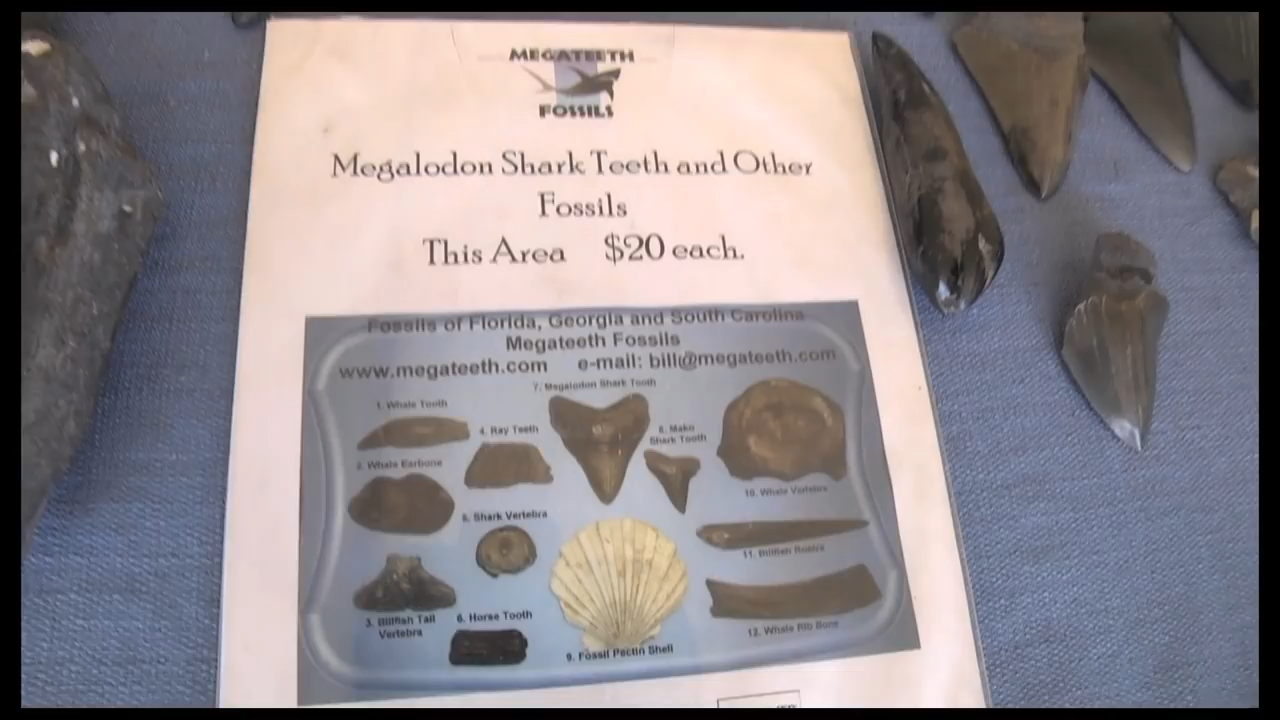 MEGATEETH
FOSSILS
Megalodon Shark Teeth and Other
Fossils
This Area $20 each.
Fossils of Florida, Georgia and South Carolina
Megateeth Fossils
www.megateeth.com e-mail: bill@megateeth.com
7. Megalodon Shark Tooth
1. Whale Tooth
4. Ray Teeth
8. Mako
Shark Tooth
2. Whale Earbone
10. Whale Vertebra
5. Shark Vertebra
11. Billfish Rostra
3. Billfish Tail
Vertebra
6. Horse Tooth
12. Whale Rib Bone
9. Fossil Pectin Shell